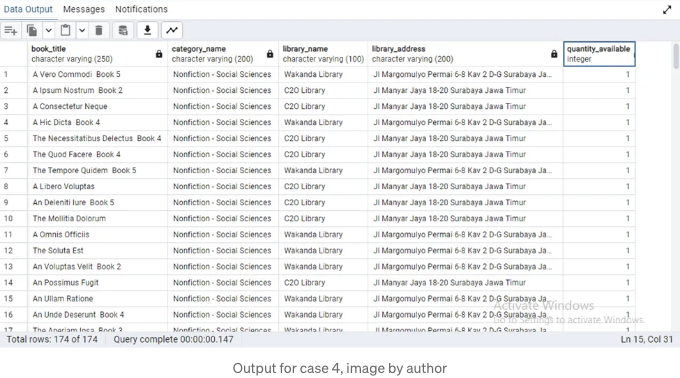 Data Output Messages Notifications
book_title category_name library_name library_address quantity_available
character varying (250) character varying (200) character varying (100) character varying (200) integer
1 A Vero Commodi Book 5 Nonfiction - Social Sciences Wakanda Library Jl Margomulyo Permai 6-8 Kav 2 D-G Surabaya Ja... 1
2 A Ipsum Nostrum Book 2 Nonfiction - Social Sciences C2O Library Jl Manyar Jaya 18-20 Surabaya Jawa Timur 1
3 A Consectetur Neque Nonfiction - Social Sciences C2O Library Jl Manyar Jaya 18-20 Surabaya Jawa Timur 1
4 A Hic Dicta Book 4 Nonfiction - Social Sciences Wakanda Library Jl Margomulyo Permai 6-8 Kav 2 D-G Surabaya Ja... 1
5 The Necessitatibus Delectus Book 4 Nonfiction - Social Sciences C2O Library Jl Manyar Jaya 18-20 Surabaya Jawa Timur 1
6 The Quod Facere Book 4 Nonfiction - Social Sciences C2O Library Jl Manyar Jaya 18-20 Surabaya Jawa Timur 1
7 The Tempore Quidem Book 5 Nonfiction - Social Sciences Wakanda Library Jl Margomulyo Permai 6-8 Kav 2 D-G Surabaya Ja... 1
8 A Libero Voluptas Nonfiction - Social Sciences C2O Library Jl Manyar Jaya 18-20 Surabaya Jawa Timur 1
9 An Deleniti Iure Book 5 Nonfiction - Social Sciences C2O Library Jl Manyar Jaya 18-20 Surabaya Jawa Timur 1
10 The Mollitia Dolorum Nonfiction - Social Sciences C2O Library Jl Manyar Jaya 18-20 Surabaya Jawa Timur 1
11 A Omnis Officiis Nonfiction - Social Sciences Wakanda Library Jl Margomulyo Permai 6-8 Kav 2 D-G Surabaya Ja... 1
12 The Soluta Est Nonfiction - Social Sciences Wakanda Library Jl Margomulyo Permai 6-8 Kav 2 D-G Surabaya Ja... 1
13 An Voluptas Velit Book 2 Nonfiction - Social Sciences Wakanda Library Jl Margomulyo Permai 6-8 Kav 2 D-G Surabaya Ja... 1
14 An Possimus Fugit Nonfiction - Social Sciences C2O Library Jl Manyar Jaya 18-20 Surabaya Jawa Timur 1
15 An Ullam Ratione Nonfiction - Social Sciences Wakanda Library Jl Margomulyo Permai 6-8 Kav 2 D-G Surabaya Ja... 1
Activate Windows
16 An Unde Deserunt Book 4 Nonfiction - Social Sciences Wakanda Library Jl Margomulyo Permai 6-8 Kav 2 D-G Surabaya Ja... 1
Go to Settings to activate Windows.
17 The Aperiam Ipsa Book 3 Nonfiction - Social Sciences Wakanda Library Jl Margomulyo Permai 6-8 Kav 2 D-G Surabaya Ja... 1
Total rows: 174 of 174 Query complete 00:00:00.147 Ln 15, Col 31
Output for case 4, image by author